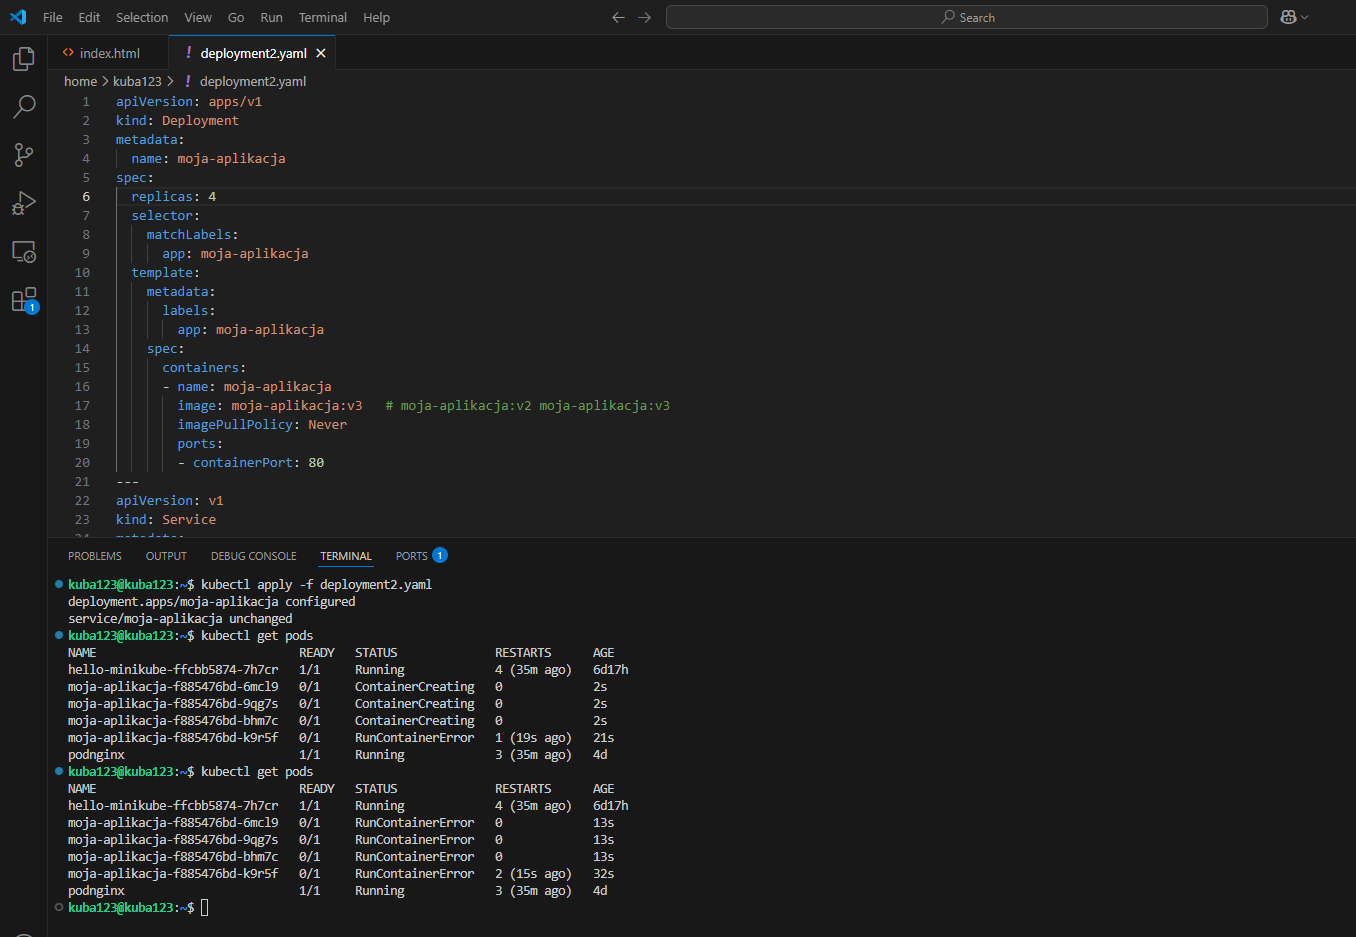 File Edit Selection View Go Run Terminal Help
Search
index.html
! deployment2.yaml
home > kuba123 > ! deployment2.yaml
1 apiVersion: apps/v1
2 kind: Deployment
3 metadata:
4   name: moja-aplikacja
5 spec:
6   replicas: 4
7   selector:
8     matchLabels:
9       app: moja-aplikacja
10   template:
11     metadata:
12       labels:
13         app: moja-aplikacja
14     spec:
15       containers:
16       - name: moja-aplikacja
17         image: moja-aplikacja:v3   # moja-aplikacja:v2 moja-aplikacja:v3
18         imagePullPolicy: Never
19         ports:
20         - containerPort: 80
21 ---
22 apiVersion: v1
23 kind: Service
1
PROBLEMS OUTPUT DEBUG CONSOLE TERMINAL PORTS 1
kuba123@kuba123:~$ kubectl apply -f deployment2.yaml
deployment.apps/moja-aplikacja configured
service/moja-aplikacja unchanged
kuba123@kuba123:~$ kubectl get pods
NAME READY STATUS RESTARTS AGE
hello-minikube-ffcbb5874-7h7cr 1/1 Running 4 (35m ago) 6d17h
moja-aplikacja-f885476bd-6mcl9 0/1 ContainerCreating 0 2s
moja-aplikacja-f885476bd-9qg7s 0/1 ContainerCreating 0 2s
moja-aplikacja-f885476bd-bhm7c 0/1 ContainerCreating 0 2s
moja-aplikacja-f885476bd-k9r5f 0/1 RunContainerError 1 (19s ago) 21s
podnginx 1/1 Running 3 (35m ago) 4d
kuba123@kuba123:~$ kubectl get pods
NAME READY STATUS RESTARTS AGE
hello-minikube-ffcbb5874-7h7cr 1/1 Running 4 (35m ago) 6d17h
moja-aplikacja-f885476bd-6mcl9 0/1 RunContainerError 0 13s
moja-aplikacja-f885476bd-9qg7s 0/1 RunContainerError 0 13s
moja-aplikacja-f885476bd-bhm7c 0/1 RunContainerError 0 13s
moja-aplikacja-f885476bd-k9r5f 0/1 RunContainerError 2 (15s ago) 32s
podnginx 1/1 Running 3 (35m ago) 4d
kuba123@kuba123:~$